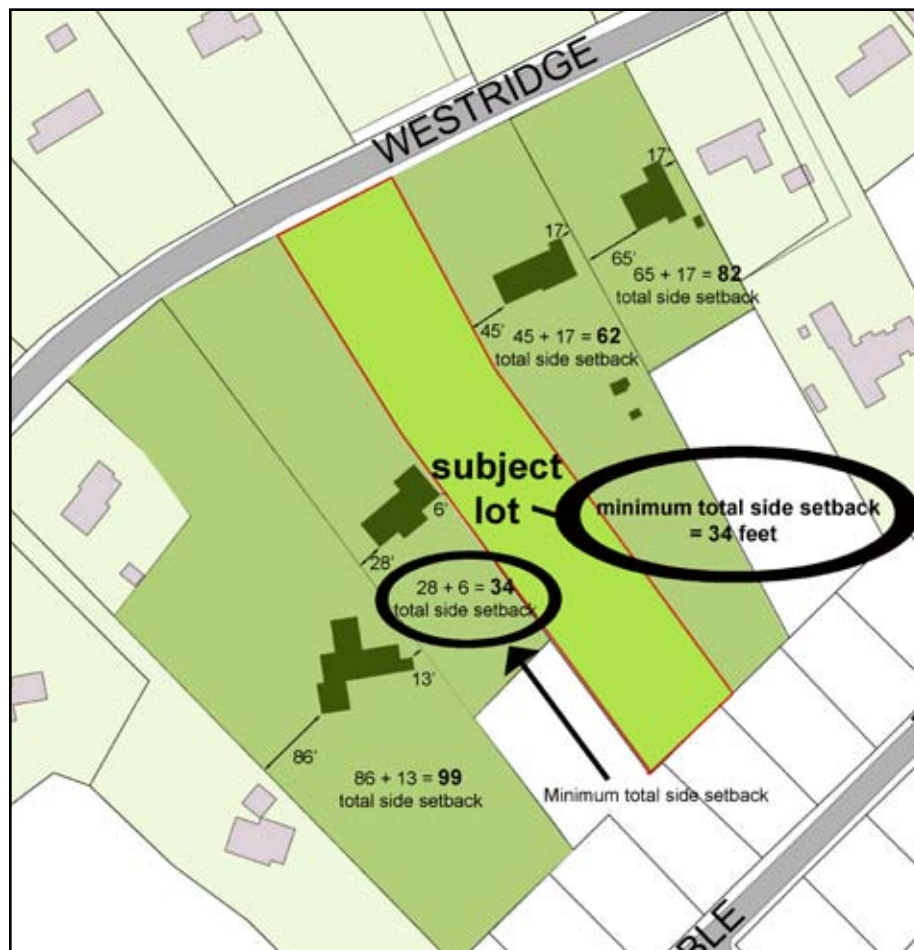 WESTRIDGE
17'
17'
65'
65 + 17 = 82
total side setback
45'
45 + 17 = 62
total side setback
subject
lot
minimum total side setback
= 34 feet
6'
28'
28 + 6 = 34
total side setback
13'
86'
86 + 13 = 99
total side setback
Minimum total side setback
BLE